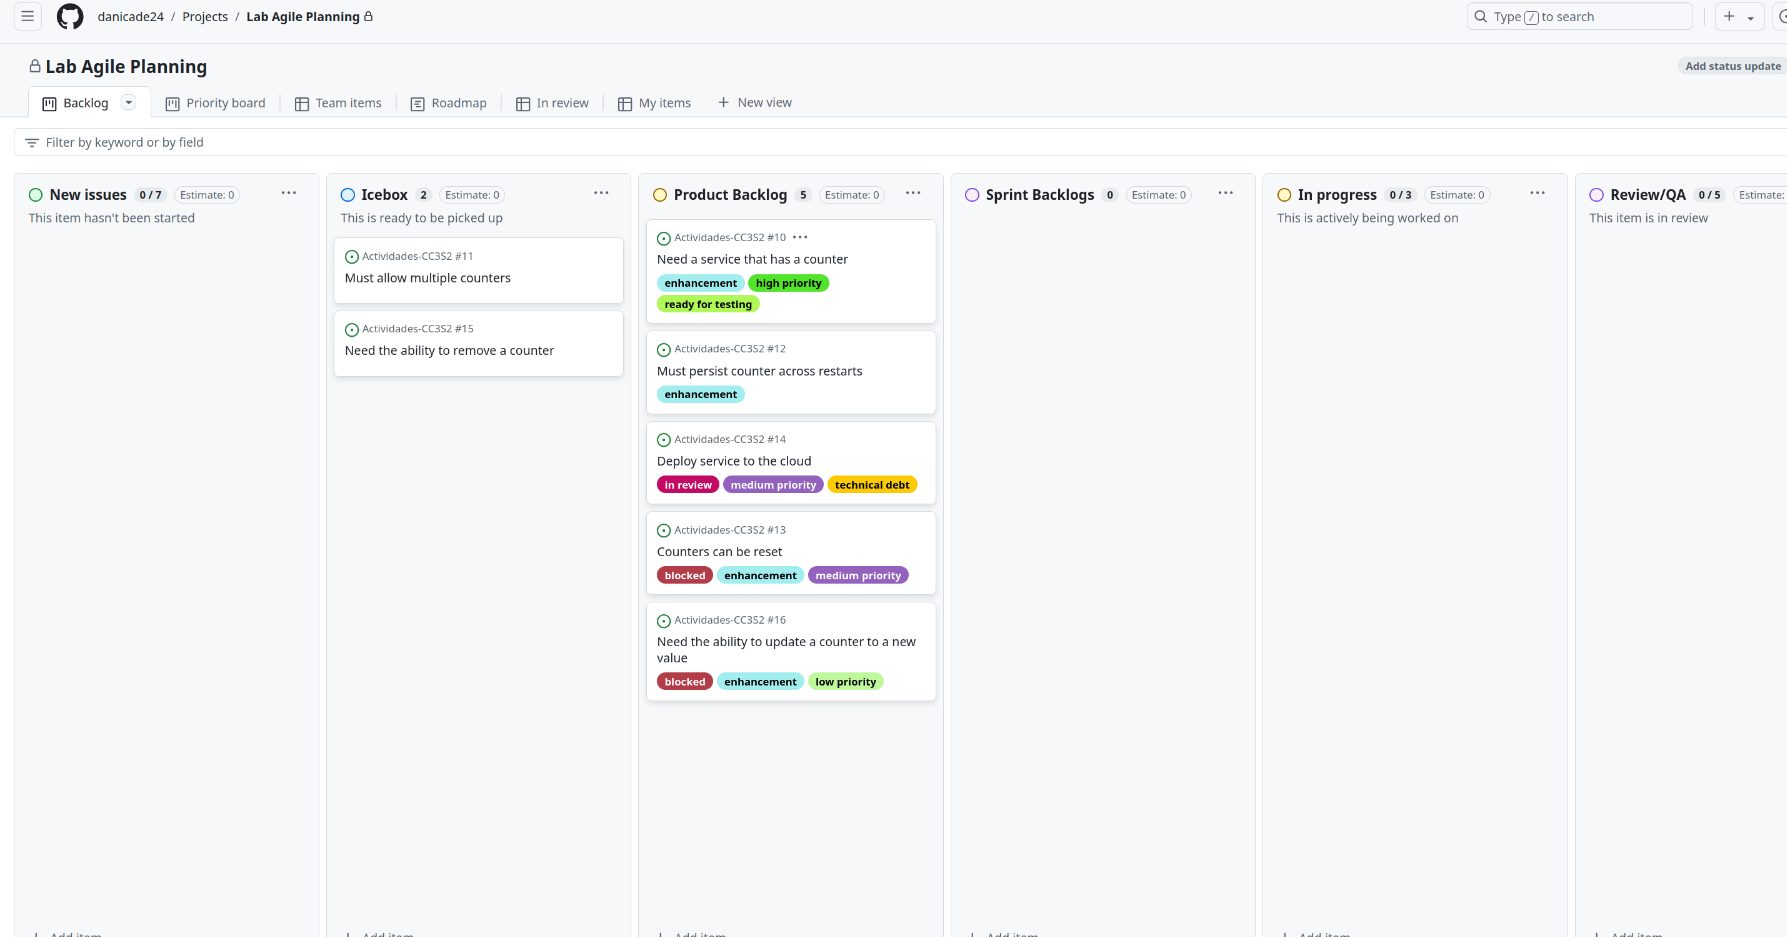 danicade24 / Projects / Lab Agile Planning
Type / to search
Lab Agile Planning
Add status update
Backlog
Priority board
Team items
Roadmap
In review
My items
New view
Filter by keyword or by field
New issues 0 / 7 Estimate: 0
This item hasn't been started
Icebox 2 Estimate: 0
This is ready to be picked up
Actividades-CC3S2 #11
Must allow multiple counters
Actividades-CC3S2 #15
Need the ability to remove a counter
Product Backlog 5 Estimate: 0
Actividades-CC3S2 #10
Need a service that has a counter
enhancement high priority
ready for testing
Actividades-CC3S2 #12
Must persist counter across restarts
enhancement
Actividades-CC3S2 #14
Deploy service to the cloud
in review medium priority technical debt
Actividades-CC3S2 #13
Counters can be reset
blocked enhancement medium priority
Actividades-CC3S2 #16
Need the ability to update a counter to a new
value
blocked enhancement low priority
Sprint Backlogs 0 Estimate: 0
In progress 0 / 3 Estimate: 0
This is actively being worked on
Review/QA 0 / 5 Estimate:
This item is in review
Add item
Add item
Add item
Add item
Add item
Add item